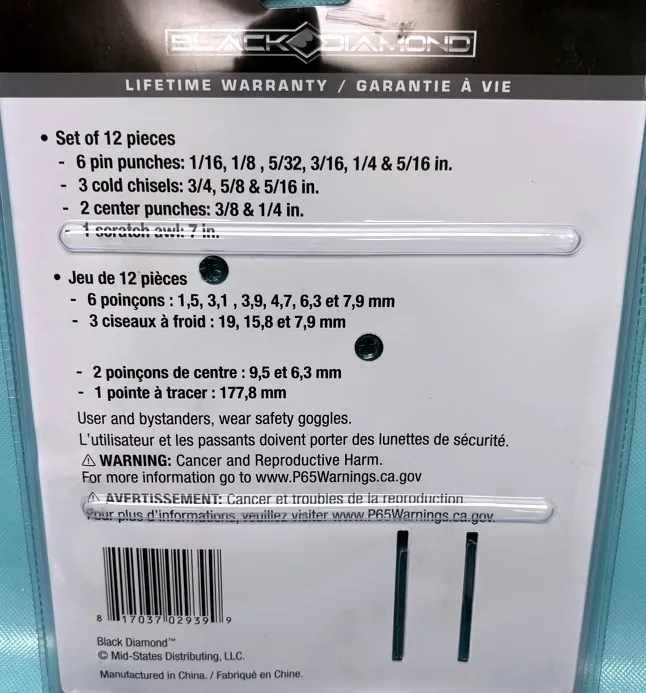 BLACK DIAMOND
LIFETIME WARRANTY / GARANTIE À VIE
• Set of 12 pieces
- 6 pin punches: 1/16, 1/8 , 5/32, 3/16, 1/4 & 5/16 in.
- 3 cold chisels: 3/4, 5/8 & 5/16 in.
- 2 center punches: 3/8 & 1/4 in.
- 1 scratch awl: 7 in.
• Jeu de 12 pièces
- 6 poinçons : 1,5, 3,1 , 3,9, 4,7, 6,3 et 7,9 mm
- 3 ciseaux à froid : 19, 15,8 et 7,9 mm
- 2 poinçons de centre : 9,5 et 6,3 mm
- 1 pointe à tracer : 177,8 mm
User and bystanders, wear safety goggles.
L'utilisateur et les passants doivent porter des lunettes de sécurité.
⚠ WARNING: Cancer and Reproductive Harm.
For more information go to www.P65Warnings.ca.gov
⚠ AVERTISSEMENT: Cancer et troubles de la reproduction
Pour plus d'informations, veuillez visiter www.P65Warnings.ca.gov.
8 17037 02939 9
Black Diamond™
© Mid-States Distributing, LLC.
Manufactured in China. / Fabriqué en Chine.